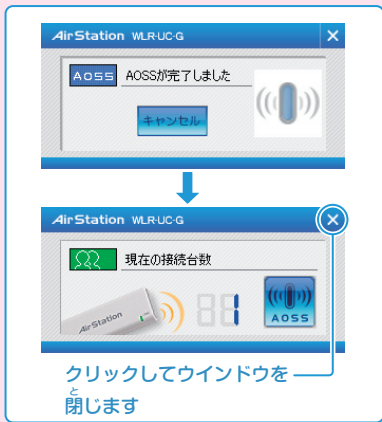 AirStation WLR-UC-G
AOSS AOSSが完了しました
キャンセル
AirStation WLR-UC-G
現在の接続台数
AirStation
1
AOSS
クリックしてウインドウを
閉じます
と